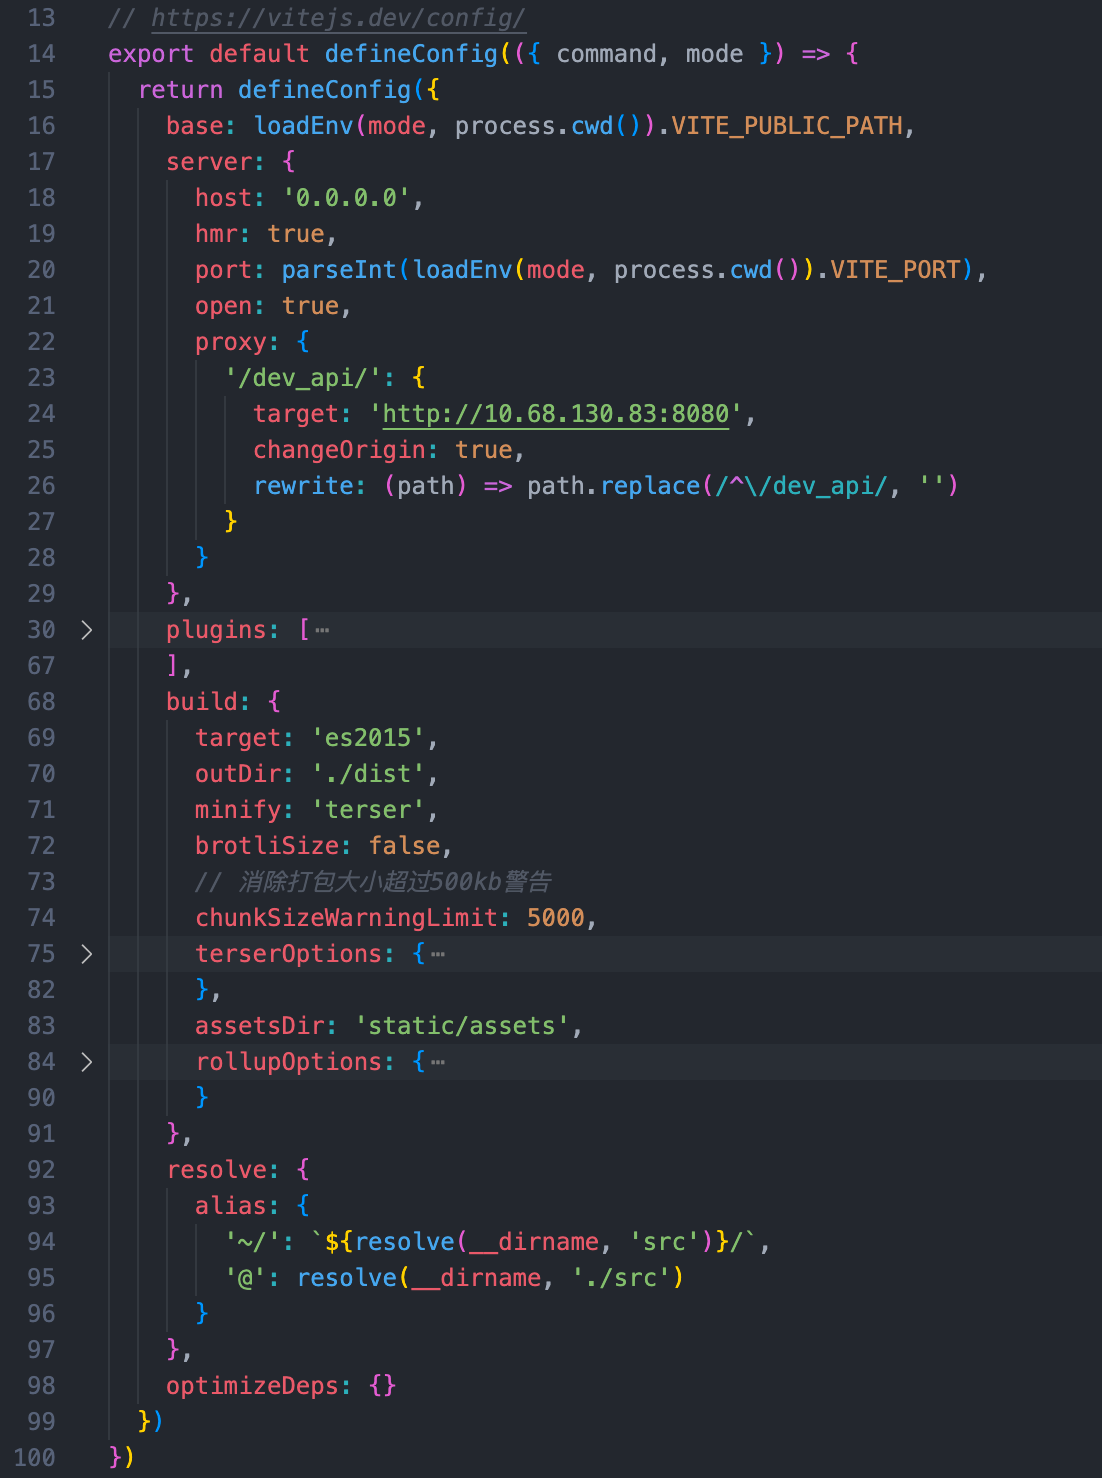 13 // https://vitejs.dev/config/
14 export default defineConfig(({ command, mode }) => {
15 return defineConfig({
16 base: loadEnv(mode, process.cwd()).VITE_PUBLIC_PATH,
17 server: {
18 host: '0.0.0.0',
19 hmr: true,
20 port: parseInt(loadEnv(mode, process.cwd()).VITE_PORT),
21 open: true,
22 proxy: {
23 '/dev_api/': {
24 target: 'http://10.68.130.83:8080',
25 changeOrigin: true,
26 rewrite: (path) => path.replace(/^\/dev_api/, '')
27 }
28 }
29 },
30 plugins: [⋯
67 ],
68 build: {
69 target: 'es2015',
70 outDir: './dist',
71 minify: 'terser',
72 brotliSize: false,
73 // 消除打包大小超过500kb警告
74 chunkSizeWarningLimit: 5000,
75 terserOptions: {⋯
82 },
83 assetsDir: 'static/assets',
84 rollupOptions: {⋯
90 }
91 },
92 resolve: {
93 alias: {
94 '~/': `${resolve(__dirname, 'src')}/`,
95 '@': resolve(__dirname, './src')
96 }
97 },
98 optimizeDeps: {}
99 })
100 })